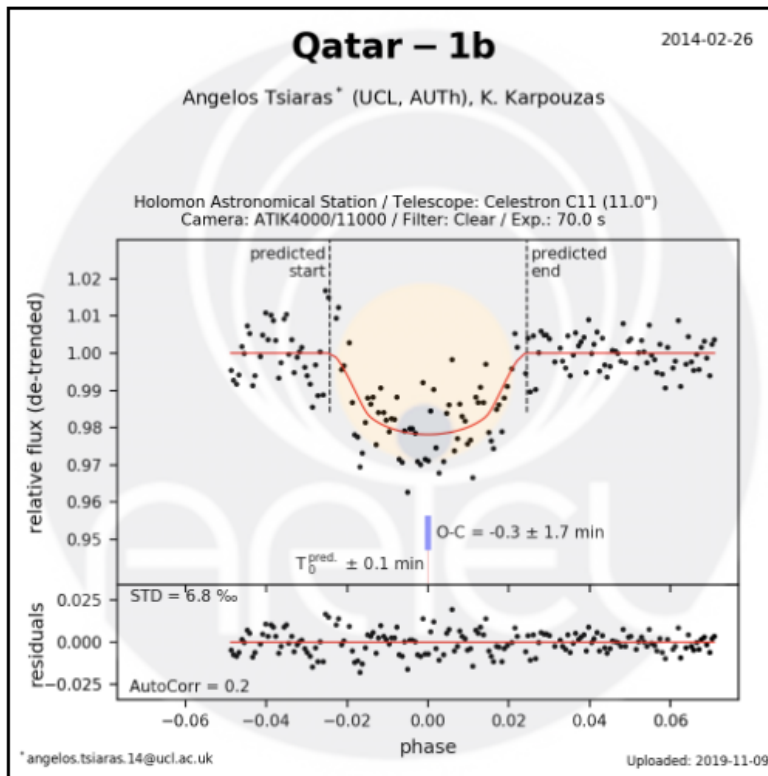 Qatar – 1b
2014-02-26
Angelos Tsiaras* (UCL, AUTh), K. Karpouzas
Holomon Astronomical Station / Telescope: Celestron C11 (11.0")
Camera: ATIK4000/11000 / Filter: Clear / Exp.: 70.0 s
predicted
start
predicted
end
relative flux (de-trended)
1.02
1.01
1.00
0.99
0.98
0.97
0.96
0.95
O-C = -0.3 ± 1.7 min
T₀^pred. ± 0.1 min
ARIEL
residuals
0.025
0.000
−0.025
STD = 6.8 ‰
AutoCorr = 0.2
−0.06
−0.04
−0.02
0.00
0.02
0.04
0.06
phase
*angelos.tsiaras.14@ucl.ac.uk
Uploaded: 2019-11-09